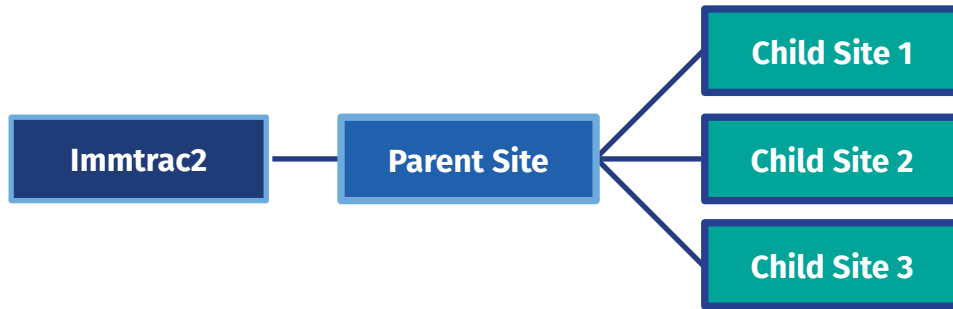 Immtrac2
Parent Site
Child Site 1
Child Site 2
Child Site 3